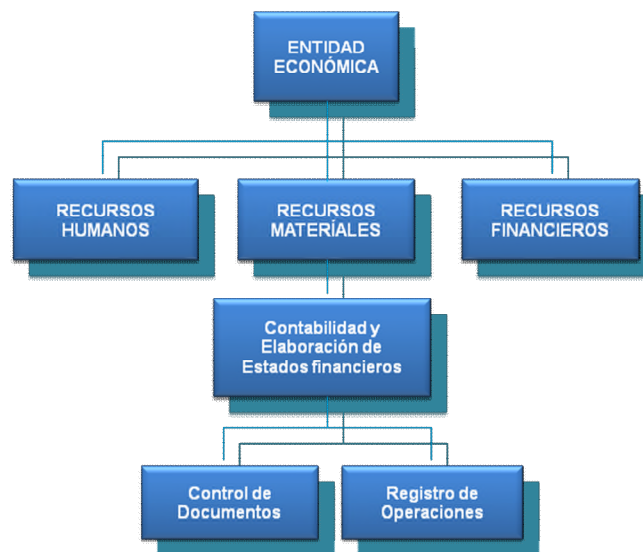 ENTIDAD
ECONÓMICA
RECURSOS
HUMANOS
RECURSOS
MATERÍALES
RECURSOS
FINANCIEROS
Contabilidad y
Elaboración de
Estados financieros
Control de
Documentos
Registro de
Operaciones